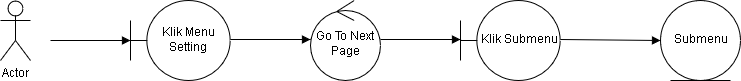 Actor
Klik Menu
Setting
Go To Next
Page
Klik Submenu
Submenu